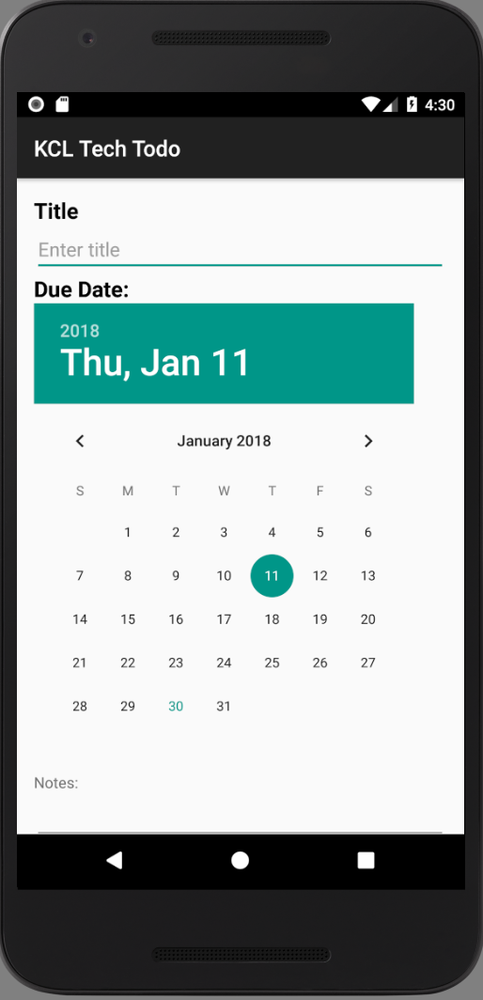 4:30
KCL Tech Todo
Title
Enter title
Due Date:
2018
Thu, Jan 11
January 2018
S M T W T F S
1 2 3 4 5 6
7 8 9 10 11 12 13
14 15 16 17 18 19 20
21 22 23 24 25 26 27
28 29 30 31
Notes: